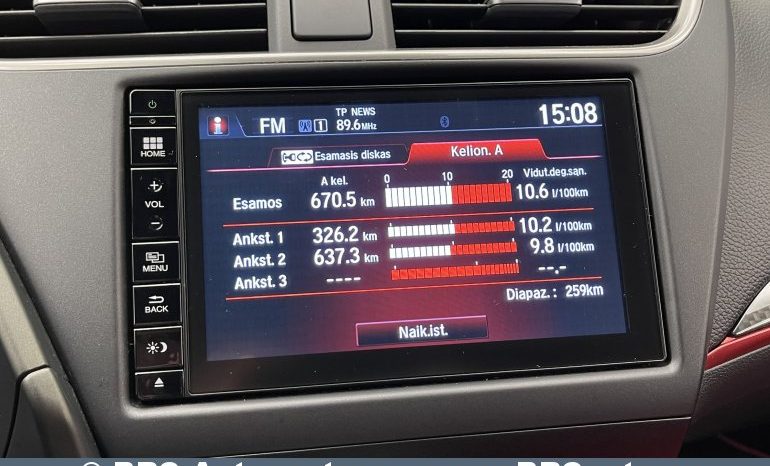 TP NEWS
FM 1 89.6MHz
15:08
HOME
VOL
MENU
BACK
Esamasis diskas
Kelion. A
A kel.
0 10 20
Vidut.deg.sąn.
Esamos 670.5 km 10.6 l/100km
Ankst. 1 326.2 km 10.2 l/100km
Ankst. 2 637.3 km 9.8 l/100km
Ankst. 3 ---- --.-
Diapaz. : 259km
Naik.ist.